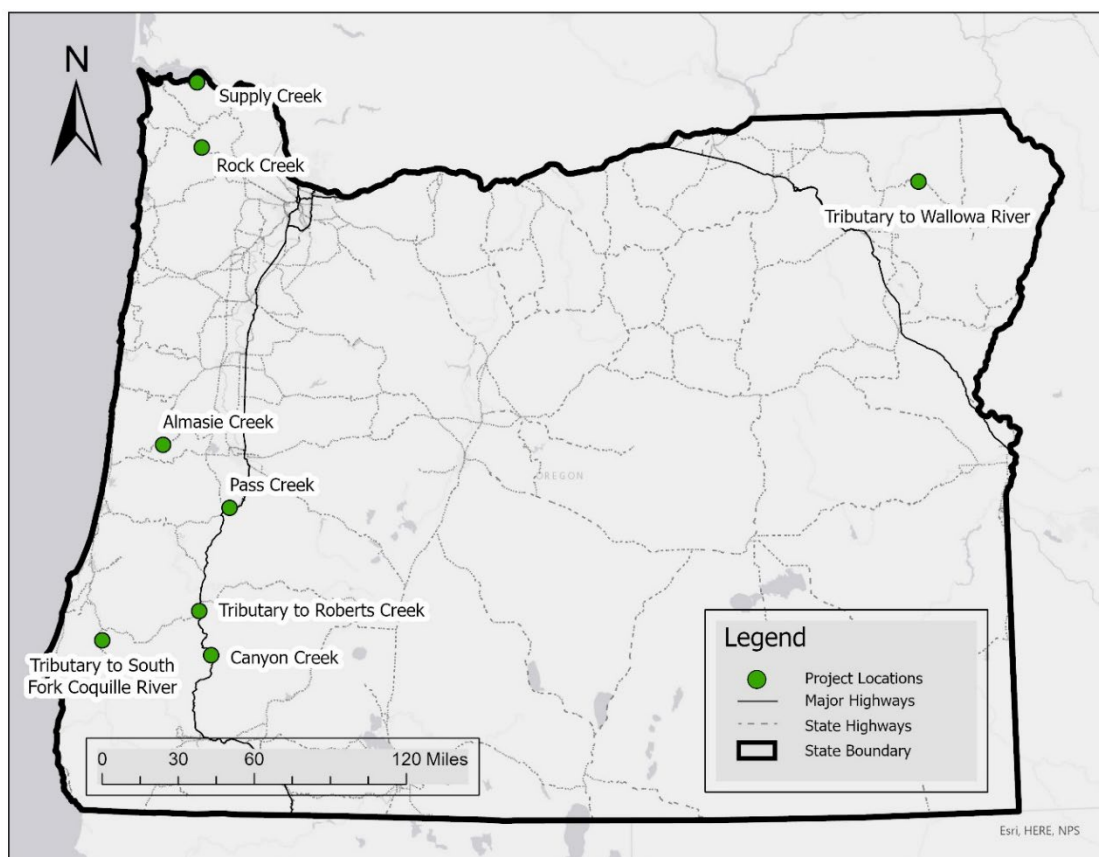 N
Supply Creek
Rock Creek
Tributary to Wallowa River
Almasie Creek
OREGON
Pass Creek
Tributary to Roberts Creek
Tributary to South
Fork Coquille River
Canyon Creek
Legend
Project Locations
Major Highways
State Highways
State Boundary
0 30 60 120 Miles
Esri, HERE, NPS